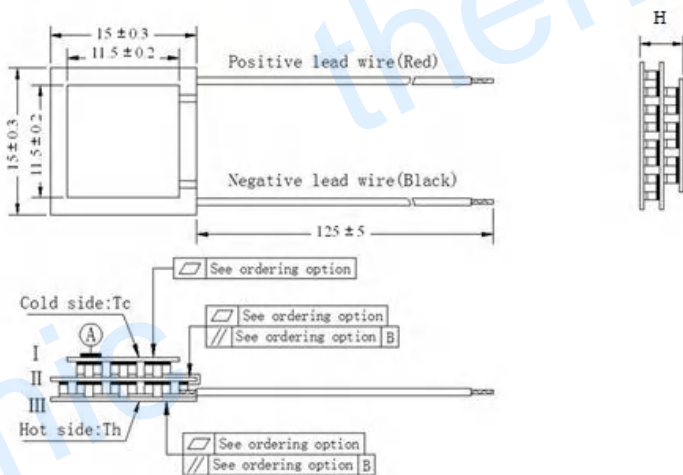 15±0.3
11.5±0.2
H
Positive lead wire(Red)
15±0.3
11.5±0.2
Negative lead wire(Black)
125±5
See ordering option
Cold side:Tc
See ordering option
See ordering option B
A
I
II
III
Hot side:Th
See ordering option
See ordering option B